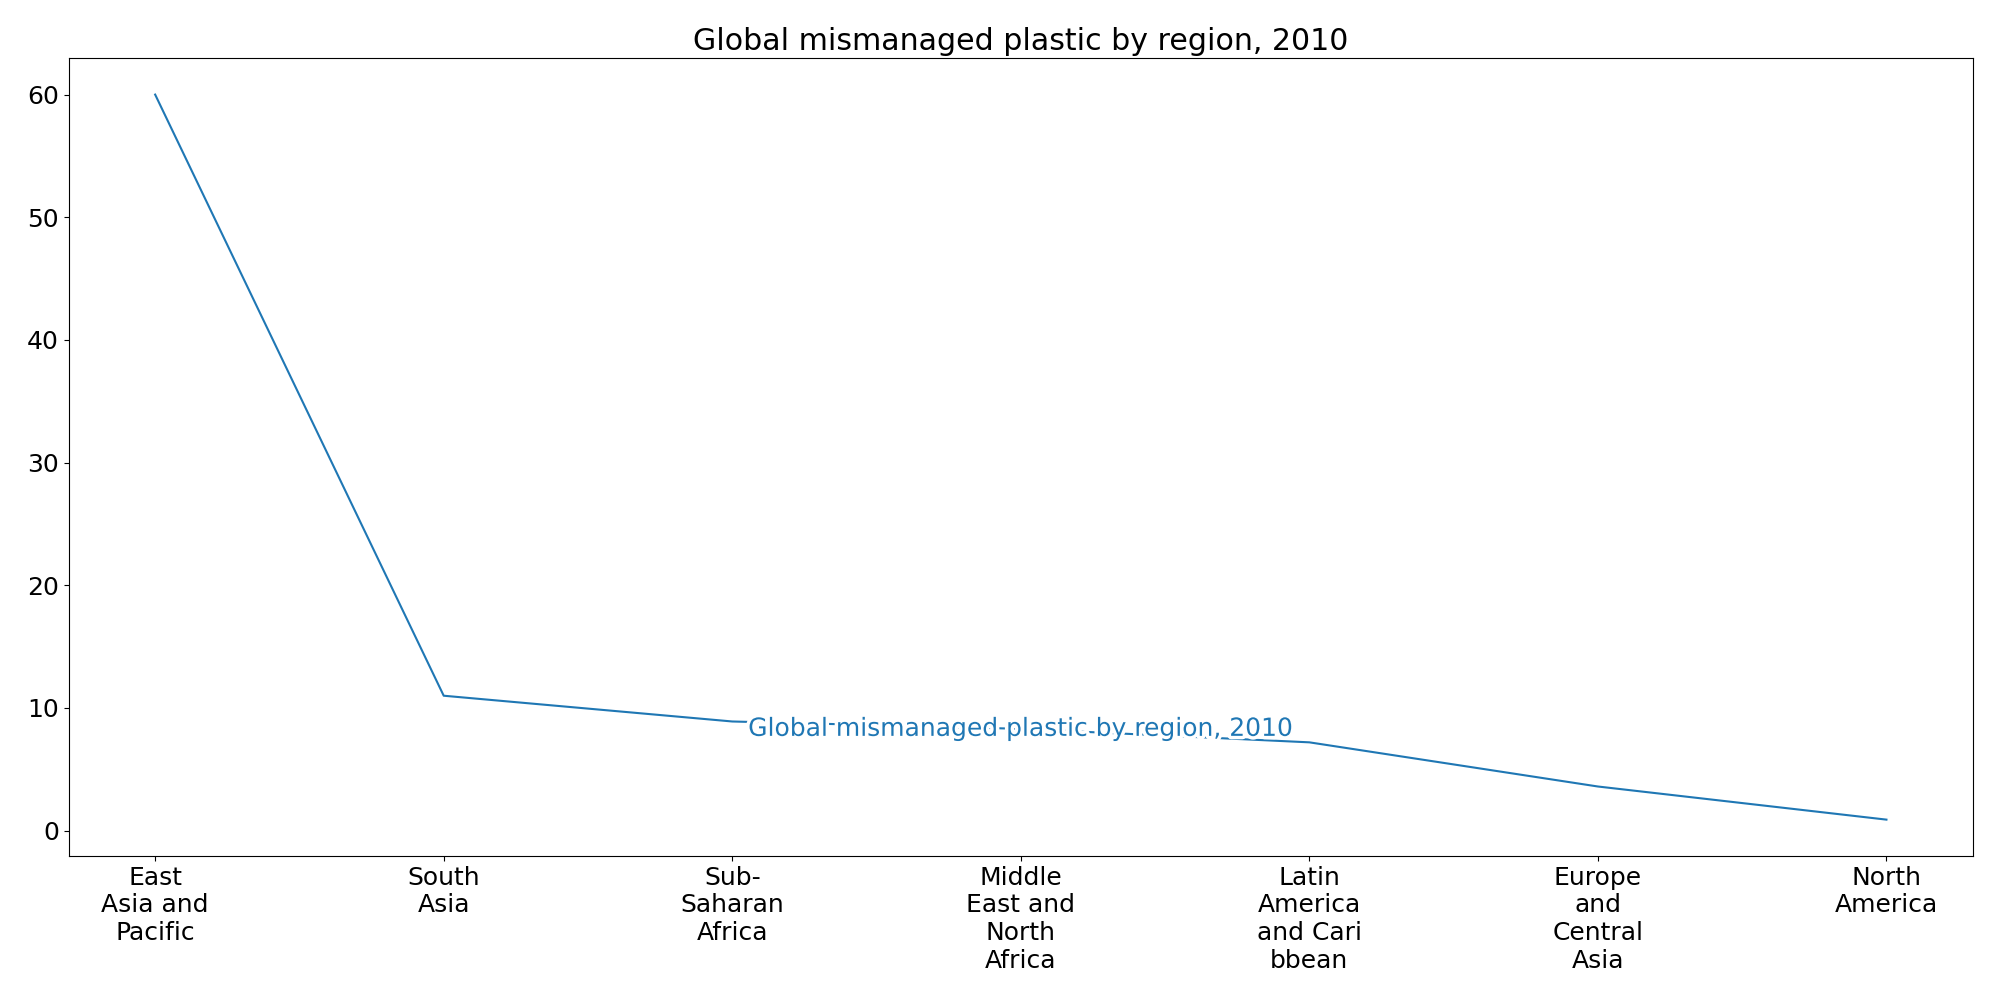 Global mismanaged plastic by region, 2010
60
50
40
30
20
10
0
Global mismanaged plastic by region, 2010
East
Asia and
Pacific
South
Asia
Sub-
Saharan
Africa
Middle
East and
North
Africa
Latin
America
and Cari
bbean
Europe
and
Central
Asia
North
America